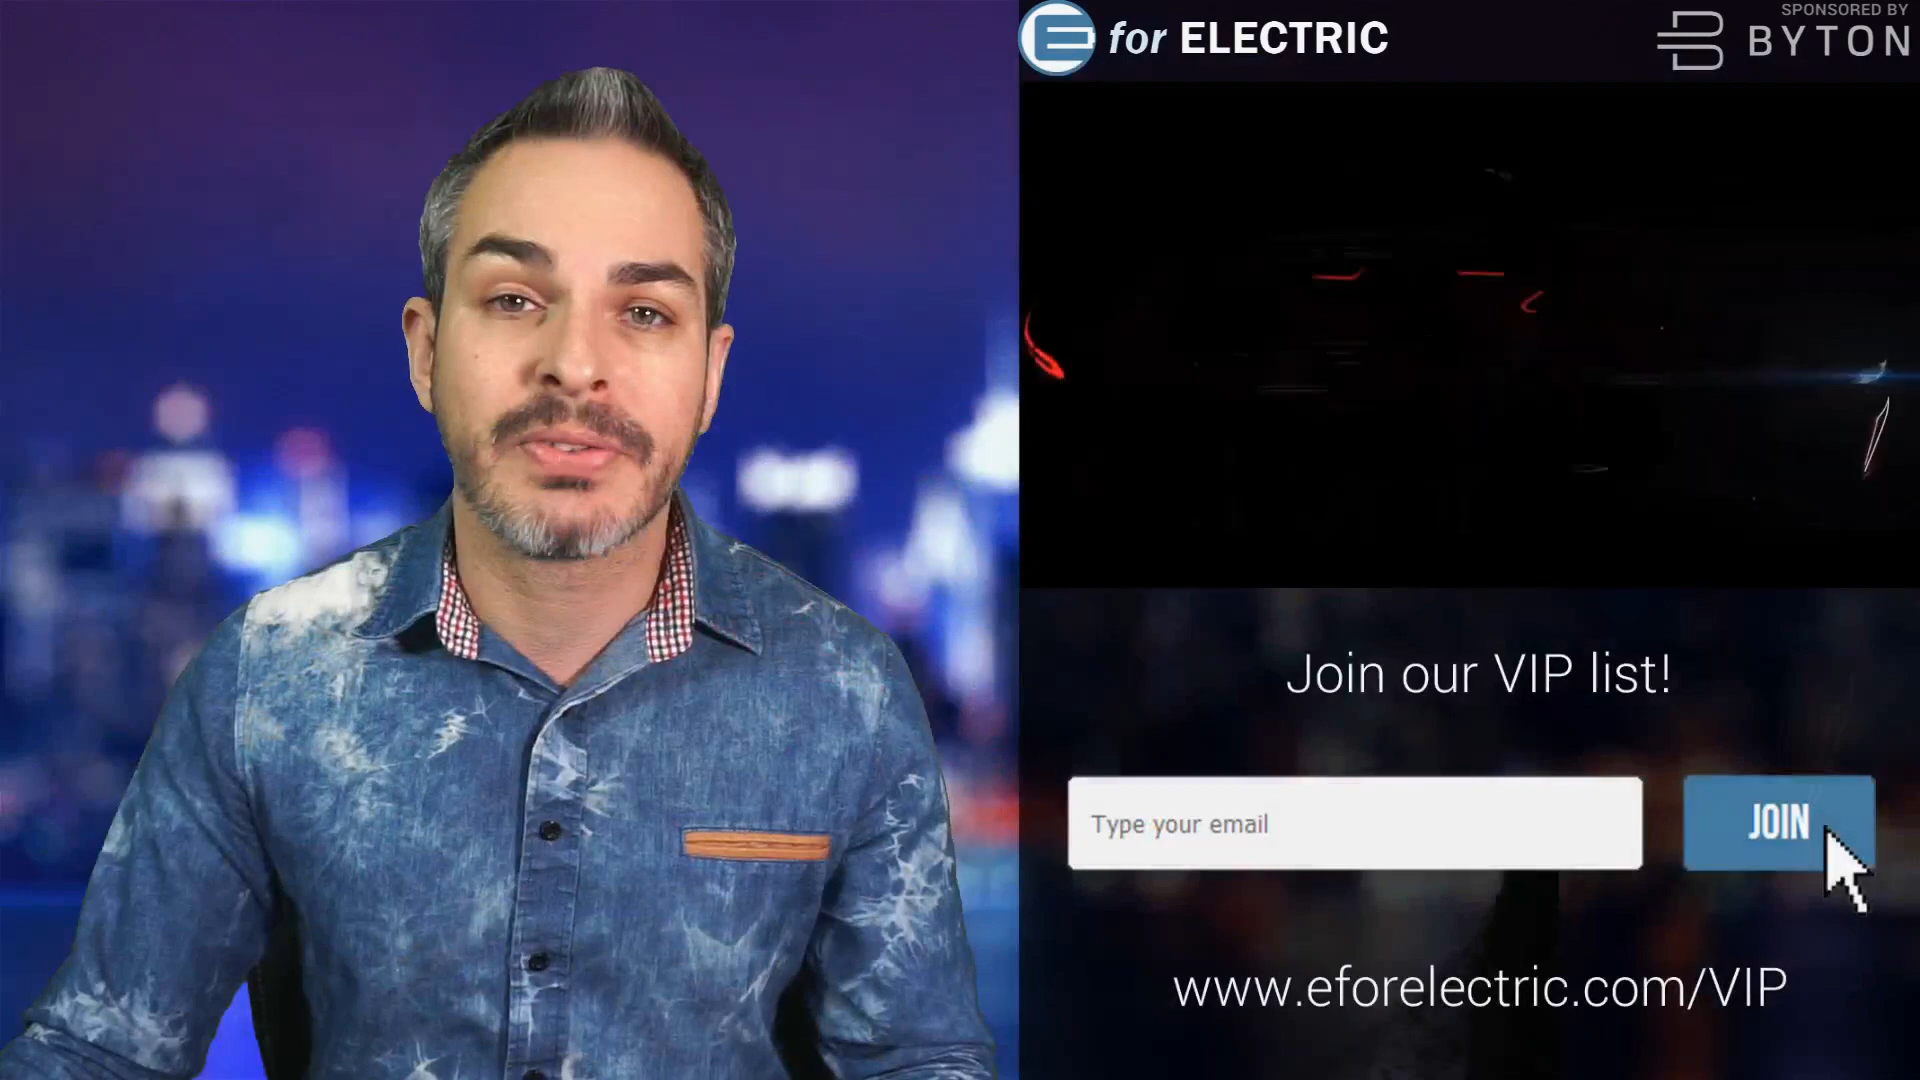 for ELECTRIC
SPONSORED BY
BYTON
Join our VIP list!
Type your email
JOIN
www.eforelectric.com/VIP